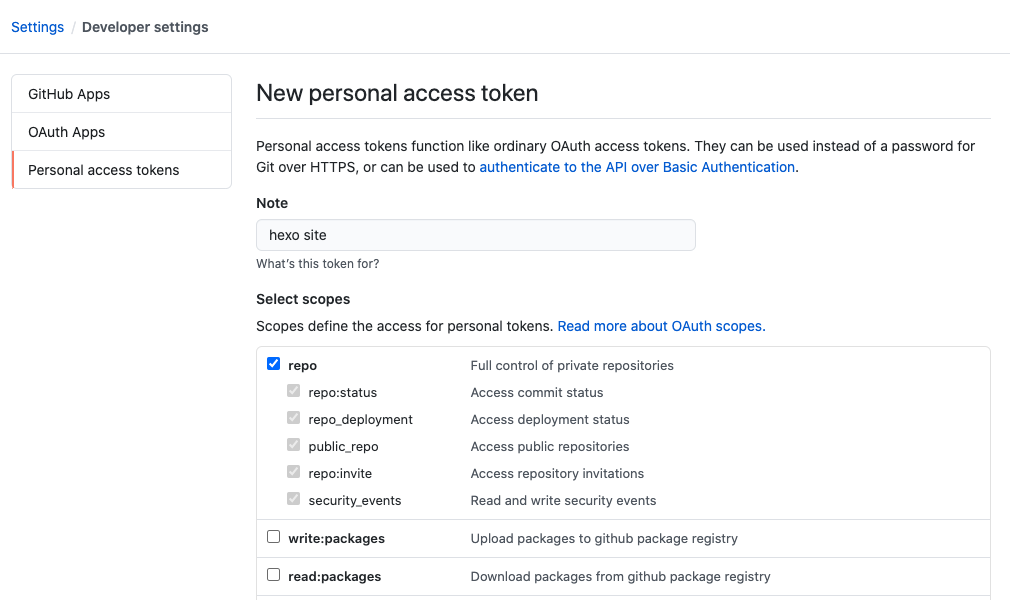 Settings / Developer settings
GitHub Apps
OAuth Apps
Personal access tokens
New personal access token
Personal access tokens function like ordinary OAuth access tokens. They can be used instead of a password for
Git over HTTPS, or can be used to authenticate to the API over Basic Authentication.
Note
hexo site
What's this token for?
Select scopes
Scopes define the access for personal tokens. Read more about OAuth scopes.
repo Full control of private repositories
repo:status Access commit status
repo_deployment Access deployment status
public_repo Access public repositories
repo:invite Access repository invitations
security_events Read and write security events
write:packages Upload packages to github package registry
read:packages Download packages from github package registry